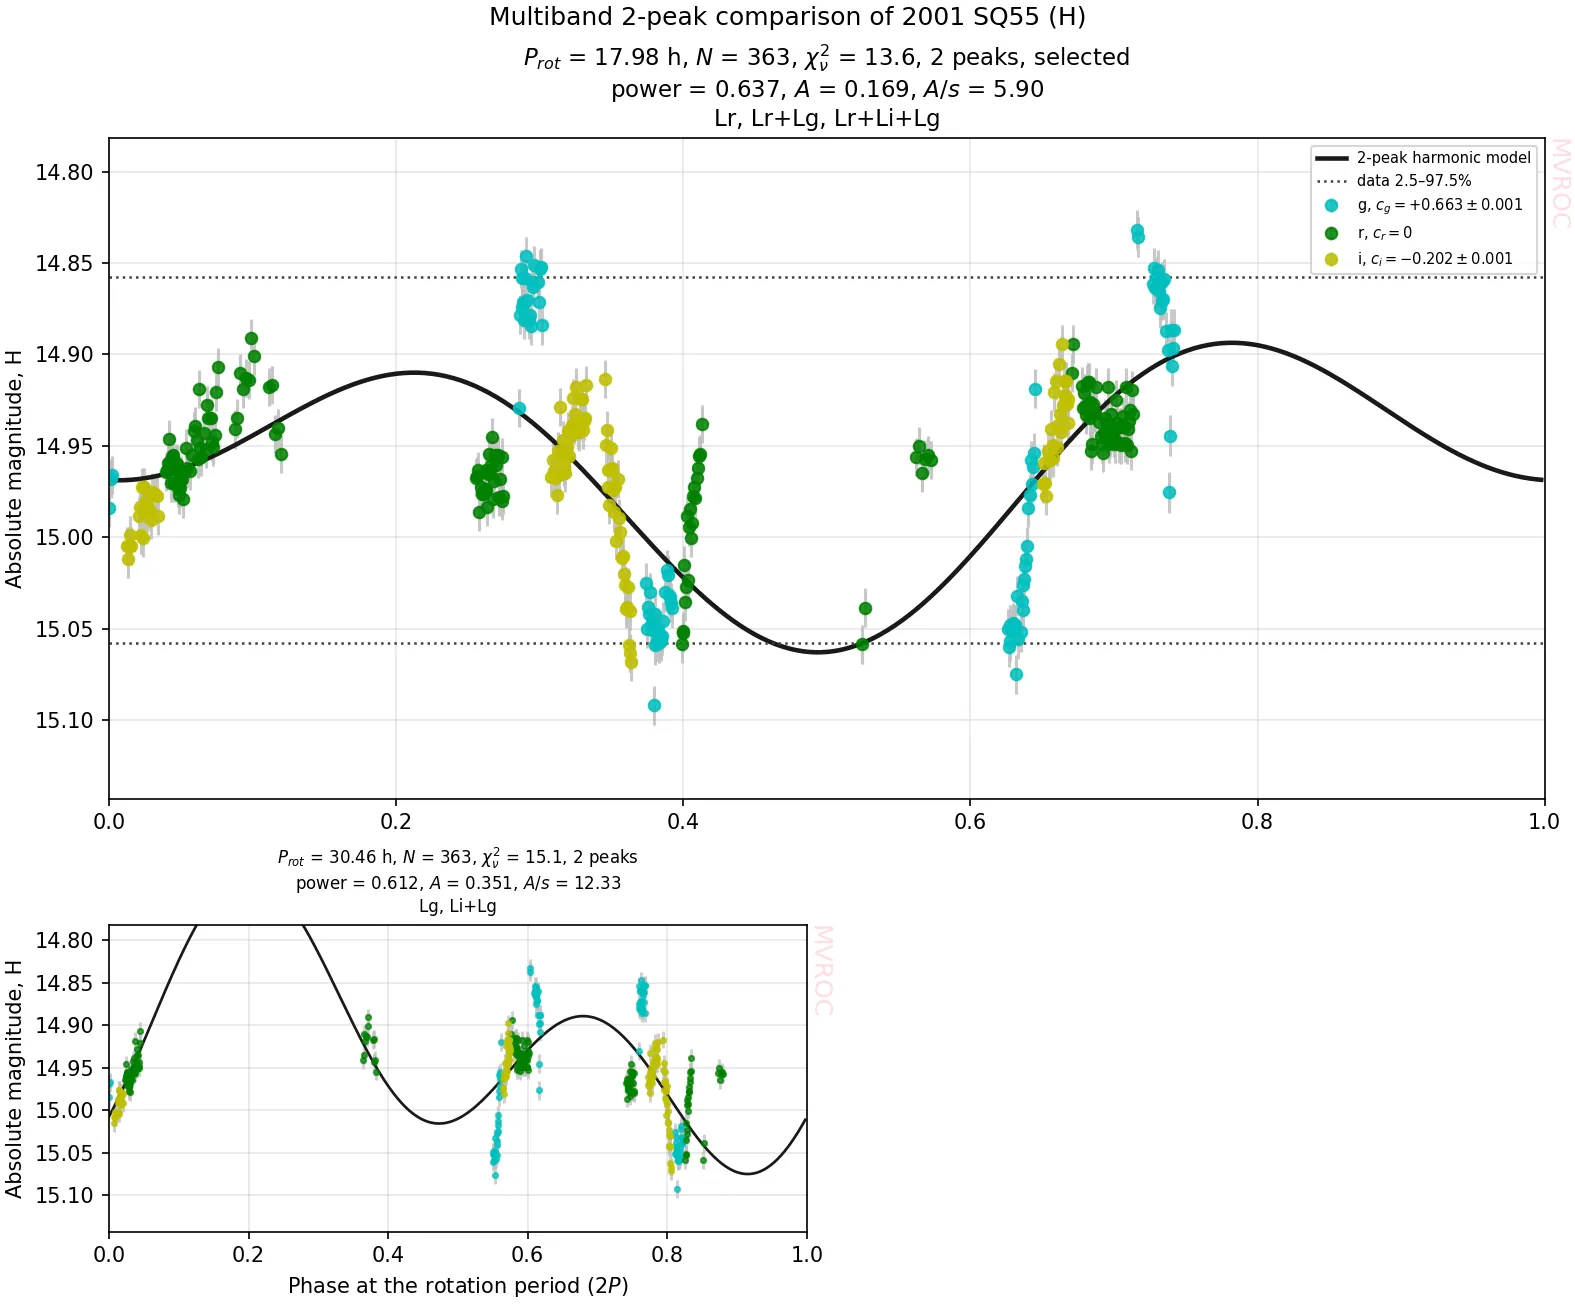 Multiband 2-peak comparison of 2001 SQ55 (H)
P_rot = 17.98 h, N = 363, χ²_ν = 13.6, 2 peaks, selected
power = 0.637, A = 0.169, A/s = 5.90
Lr, Lr+Lg, Lr+Li+Lg
2-peak harmonic model
data 2.5–97.5%
g, c_g = +0.663 ± 0.001
r, c_r = 0
i, c_i = −0.202 ± 0.001
MVROC
Absolute magnitude, H
14.80
14.85
14.90
14.95
15.00
15.05
15.10
0.0 0.2 0.4 0.6 0.8 1.0
P_rot = 30.46 h, N = 363, χ²_ν = 15.1, 2 peaks
power = 0.612, A = 0.351, A/s = 12.33
Lg, Li+Lg
MVROC
Absolute magnitude, H
14.80
14.85
14.90
14.95
15.00
15.05
15.10
0.0 0.2 0.4 0.6 0.8 1.0
Phase at the rotation period (2P)